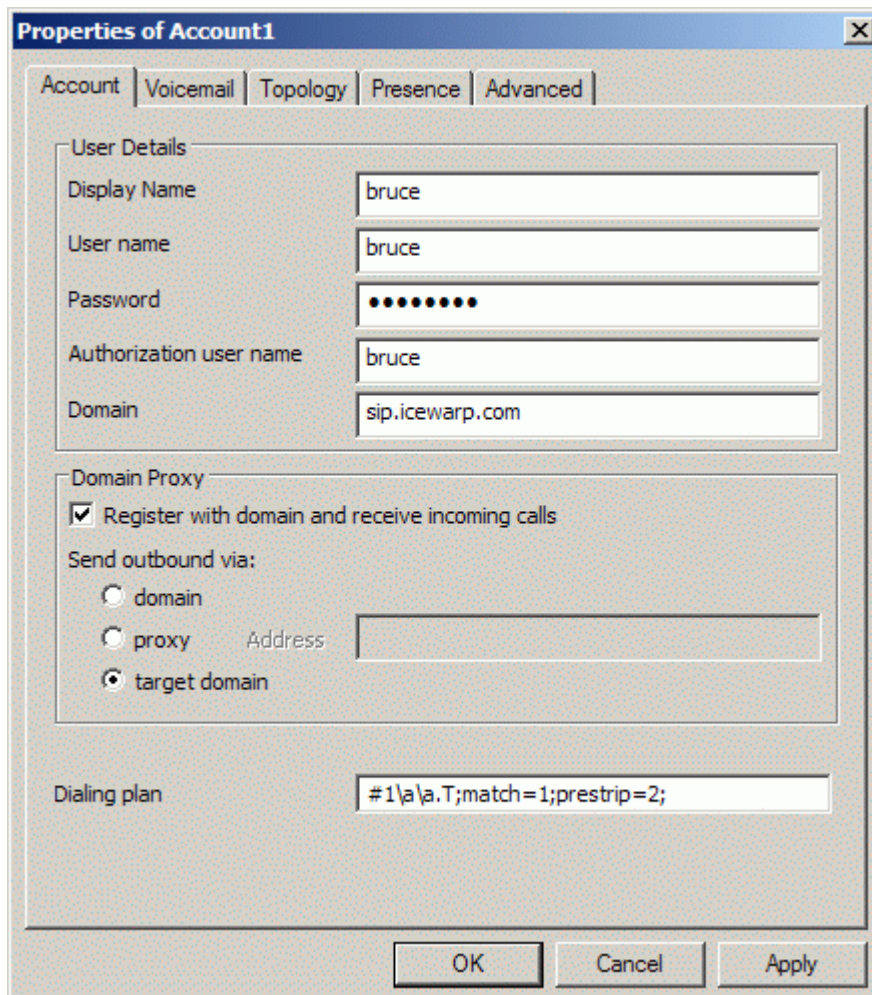 Properties of Account1
Account Voicemail Topology Presence Advanced
User Details
Display Name bruce
User name bruce
Password ••••••••
Authorization user name bruce
Domain sip.icewarp.com
Domain Proxy
Register with domain and receive incoming calls
Send outbound via:
domain
proxy Address
target domain
Dialing plan #1\a\a.T;match=1;prestrip=2;
OK Cancel Apply